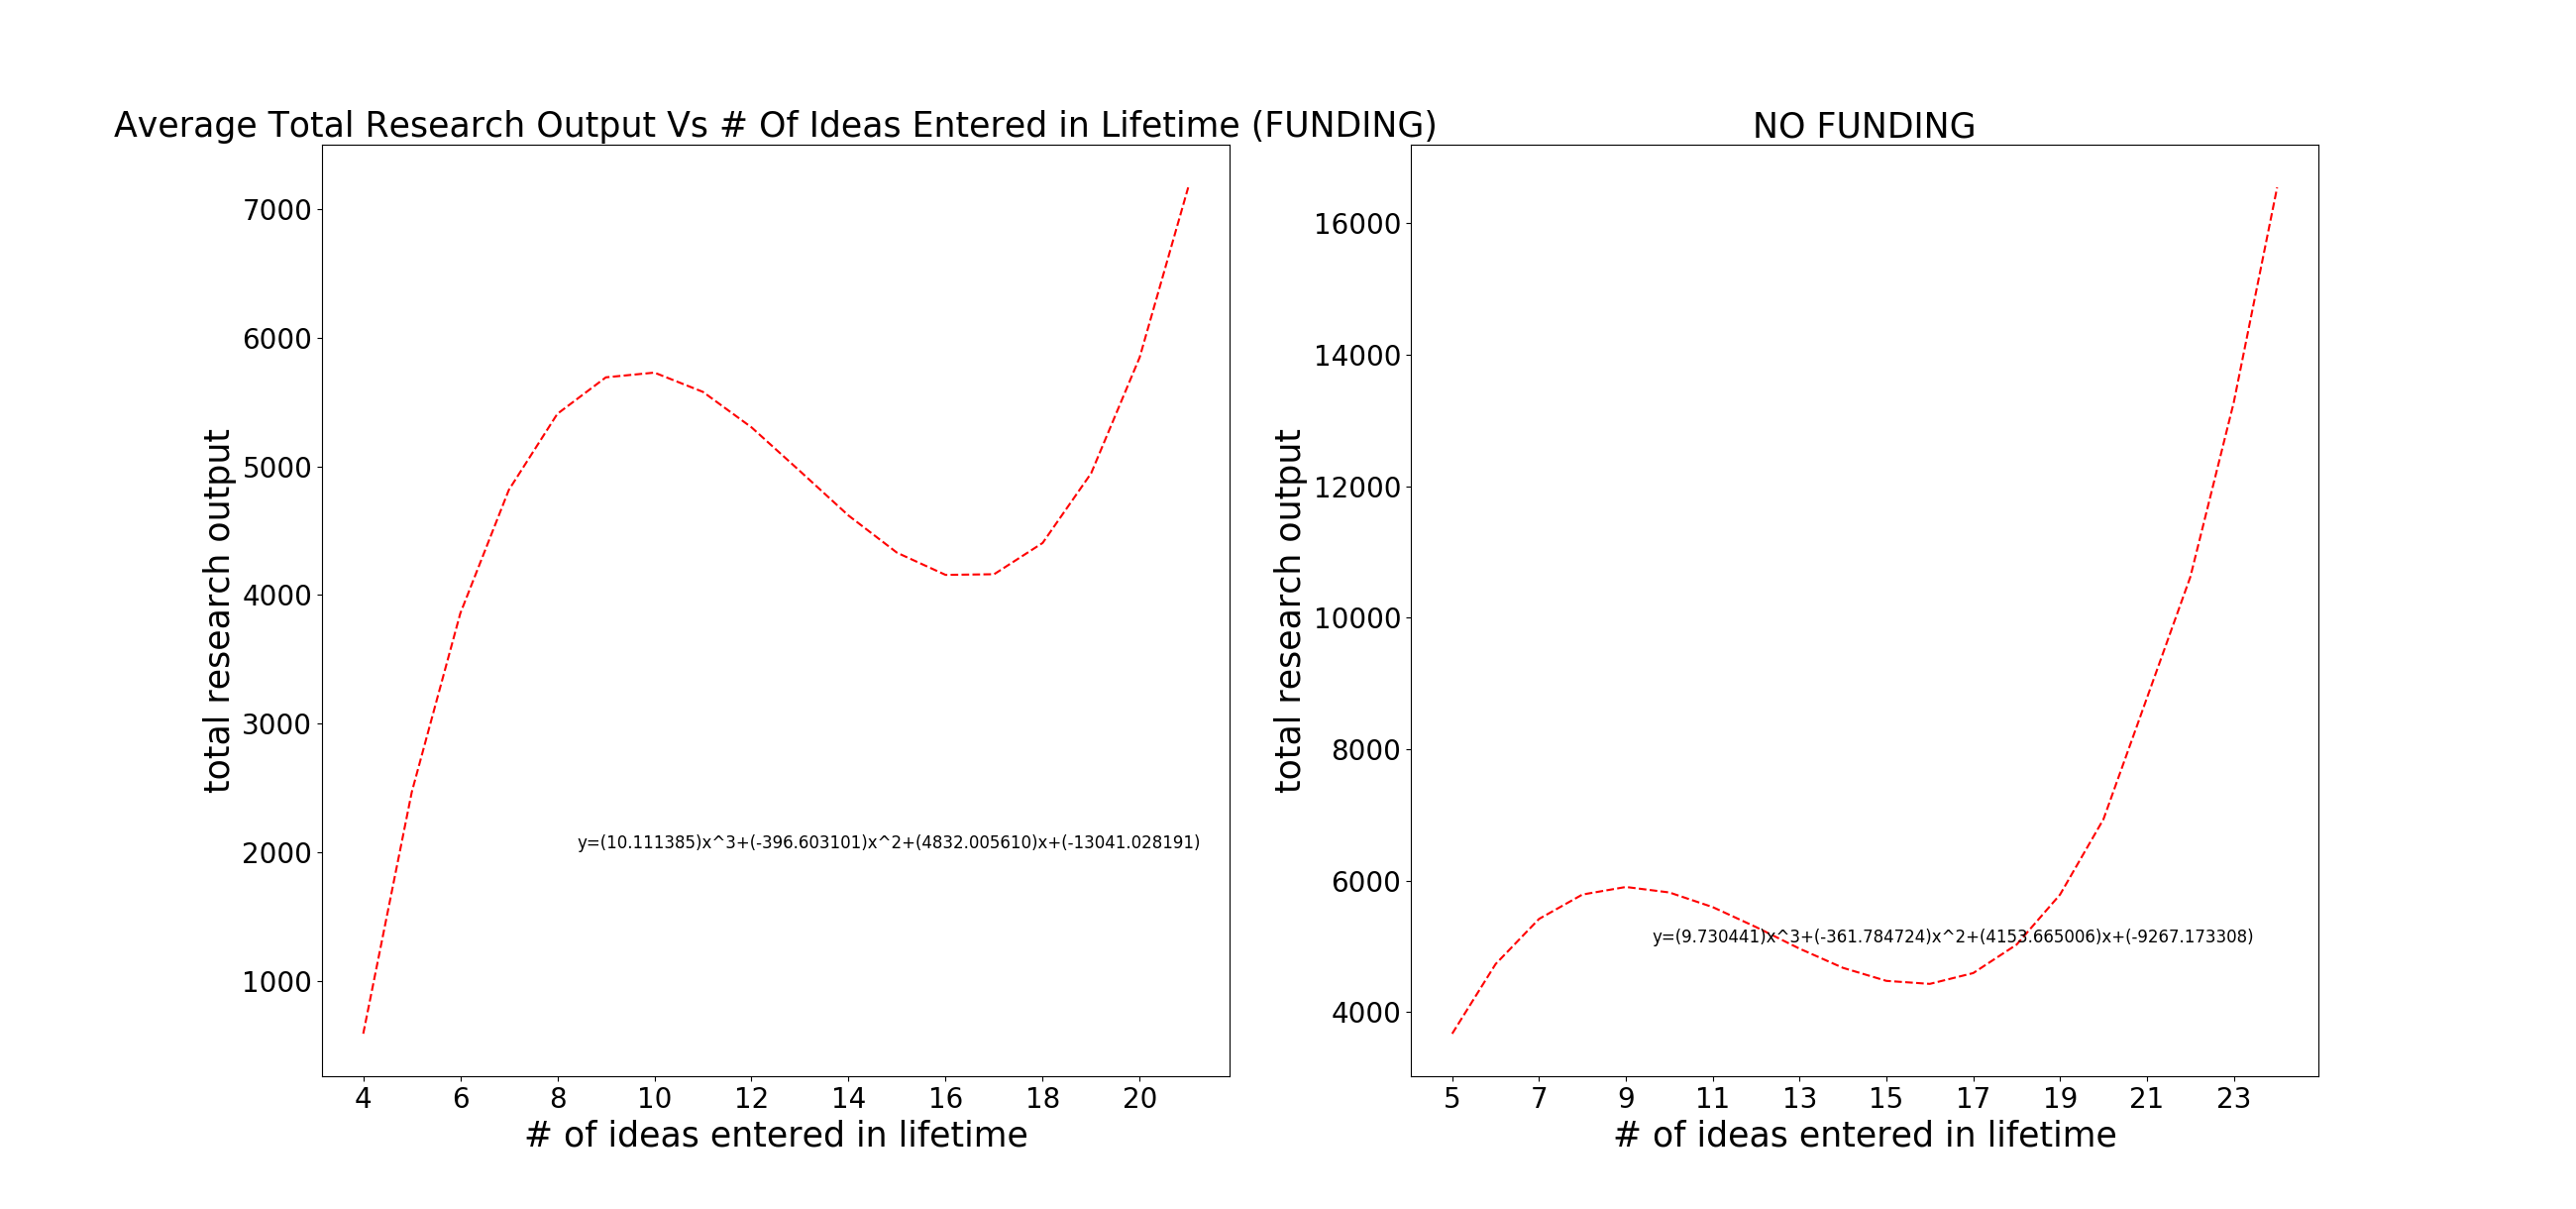 Average Total Research Output Vs # Of Ideas Entered in Lifetime (FUNDING)
total research output
7000
6000
5000
4000
3000
2000
1000
y=(10.111385)x^3+(-396.603101)x^2+(4832.005610)x+(-13041.028191)
4 6 8 10 12 14 16 18 20
# of ideas entered in lifetime
NO FUNDING
total research output
16000
14000
12000
10000
8000
6000
4000
y=(9.730441)x^3+(-361.784724)x^2+(4153.665006)x+(-9267.173308)
5 7 9 11 13 15 17 19 21 23
# of ideas entered in lifetime